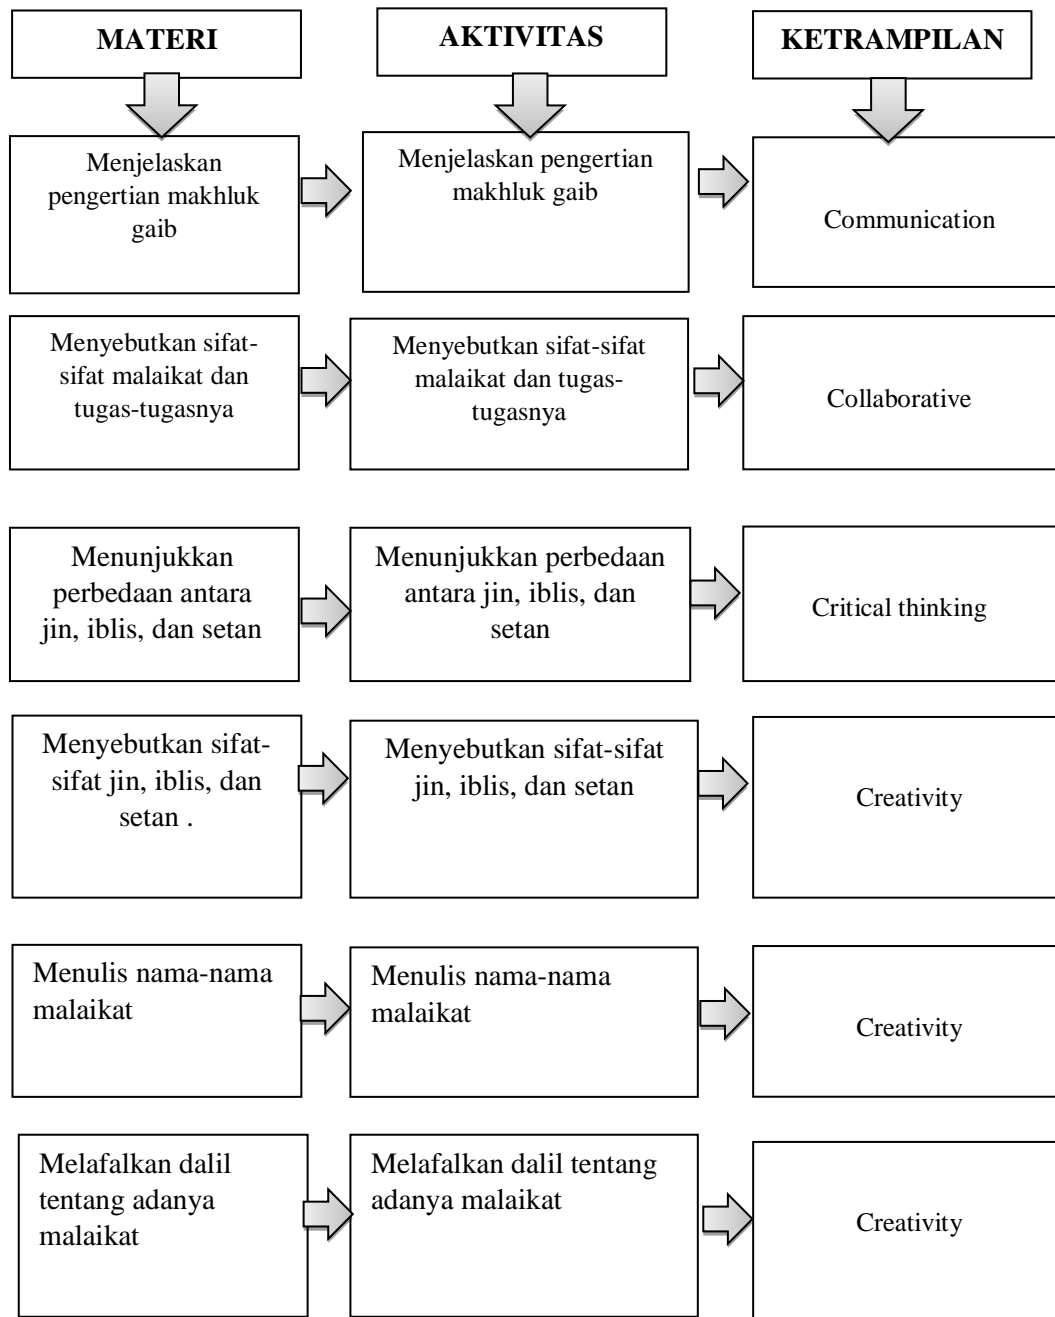 MATERI
AKTIVITAS
KETRAMPILAN
Menjelaskan
pengertian makhluk
gaib
Menjelaskan pengertian
makhluk gaib
Communication
Menyebutkan sifat-
sifat malaikat dan
tugas-tugasnya
Menyebutkan sifat-sifat
malaikat dan tugas-
tugasnya
Collaborative
Menunjukkan
perbedaan antara
jin, iblis, dan setan
Menunjukkan perbedaan
antara jin, iblis, dan
setan
Critical thinking
Menyebutkan sifat-
sifat jin, iblis, dan
setan .
Menyebutkan sifat-sifat
jin, iblis, dan setan
Creativity
Menulis nama-nama
malaikat
Menulis nama-nama
malaikat
Creativity
Melafalkan dalil
tentang adanya
malaikat
Melafalkan dalil tentang
adanya malaikat
Creativity